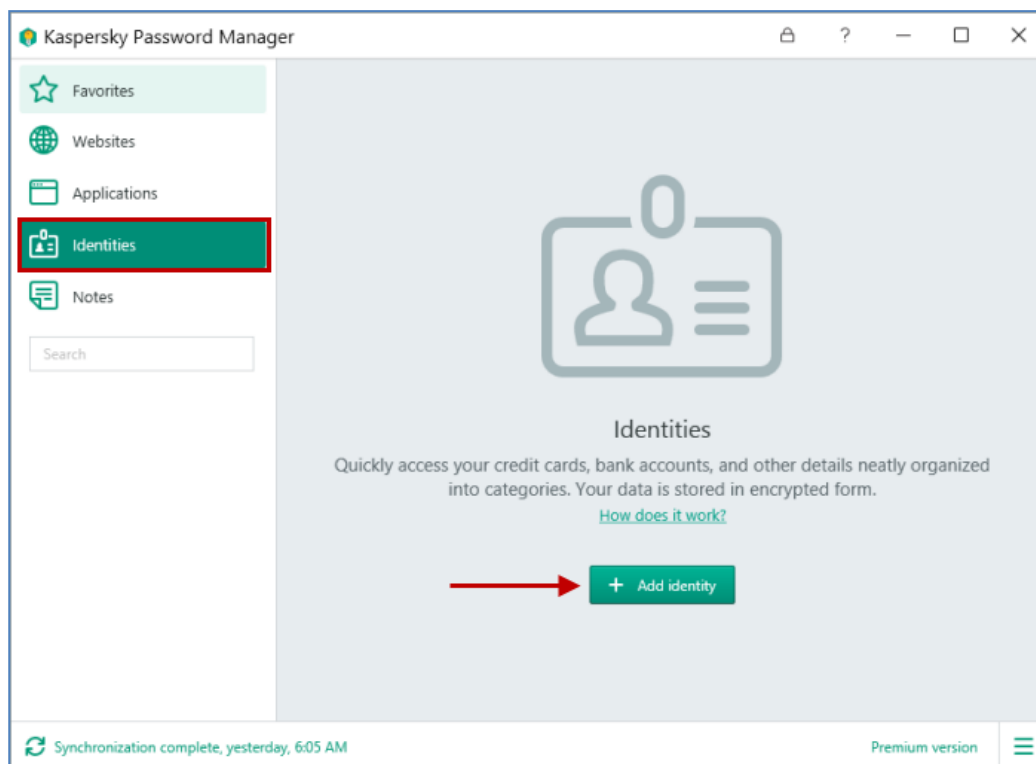 Kaspersky Password Manager
?
Favorites
Websites
Applications
Identities
Notes
Search
Identities
Quickly access your credit cards, bank accounts, and other details neatly organized
into categories. Your data is stored in encrypted form.
How does it work?
+ Add identity
Synchronization complete, yesterday, 6:05 AM
Premium version